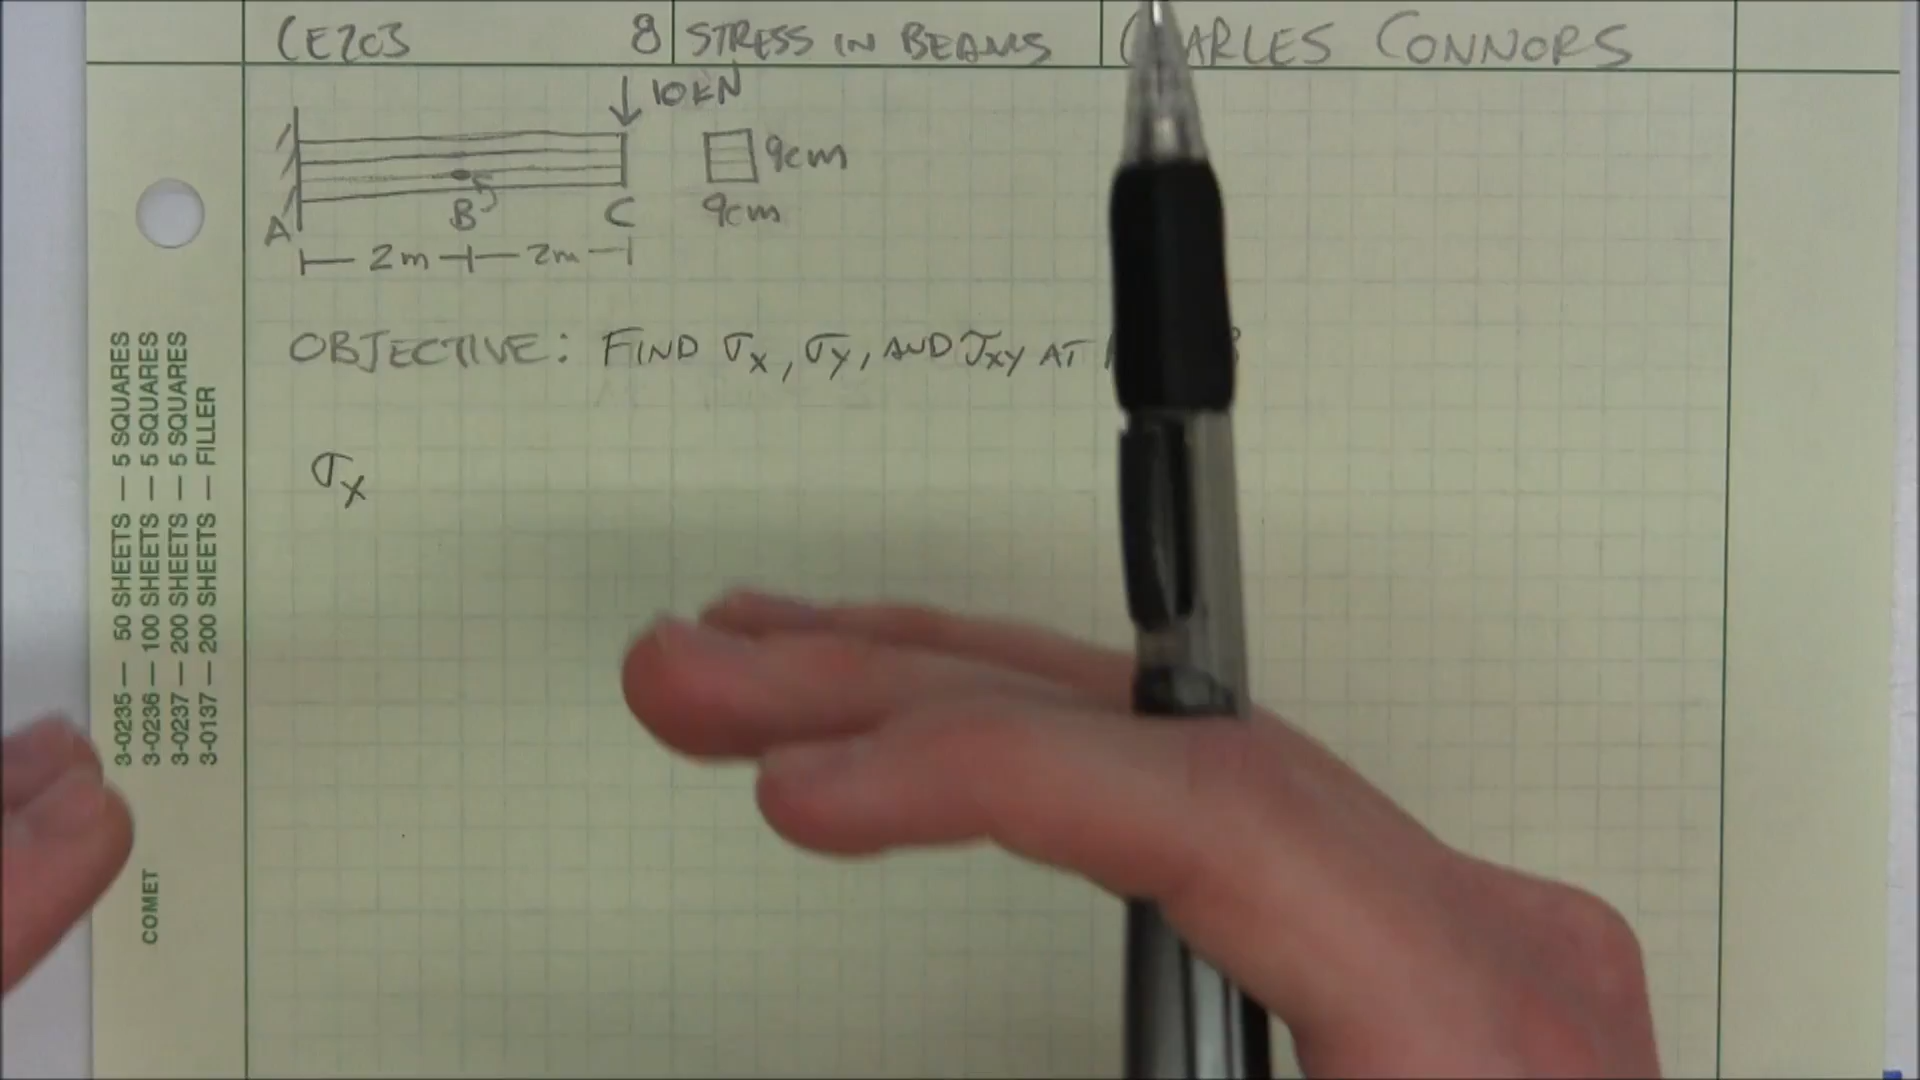 CE203 8 STRESS IN BEAMS CHARLES CONNORS
10kN
9cm
A B C 9cm
2m 2m
OBJECTIVE: FIND σx, σy, AND τxy AT
σx
3-0235 — 50 SHEETS — 5 SQUARES
3-0236 — 100 SHEETS — 5 SQUARES
3-0237 — 200 SHEETS — 5 SQUARES
3-0137 — 200 SHEETS — FILLER
COMET